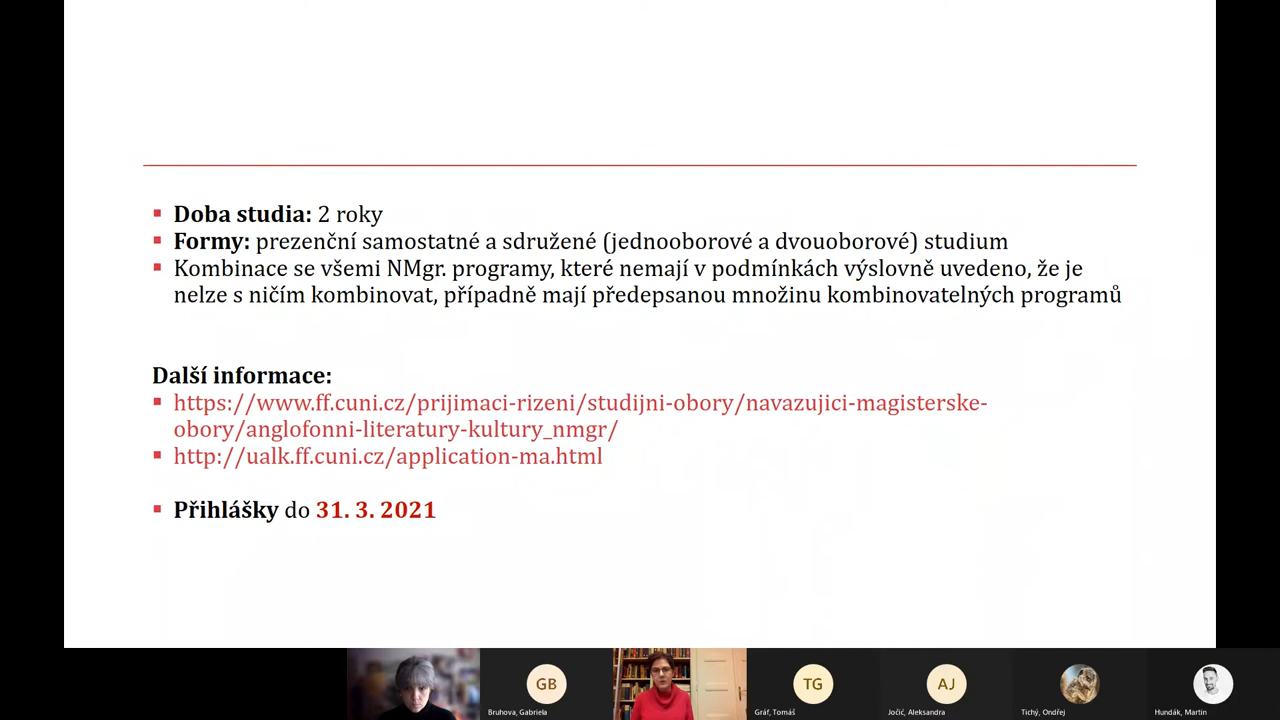 Doba studia: 2 roky
Formy: prezenční samostatné a sdružené (jednooborové a dvouoborové) studium
Kombinace se všemi NMgr. programy, které nemají v podmínkách výslovně uvedeno, že je
nelze s ničím kombinovat, případně mají předepsanou množinu kombinovatelných programů
Další informace:
https://www.ff.cuni.cz/prijimaci-rizeni/studijni-obory/navazujici-magisterske-
obory/anglofonni-literatury-kultury_nmgr/
http://ualk.ff.cuni.cz/application-ma.html
Přihlášky do 31. 3. 2021
GB
TG
AJ
Bruhova, Gabriela
Gráf, Tomáš
Jočić, Aleksandra
Tichý, Ondřej
Hundák, Martin